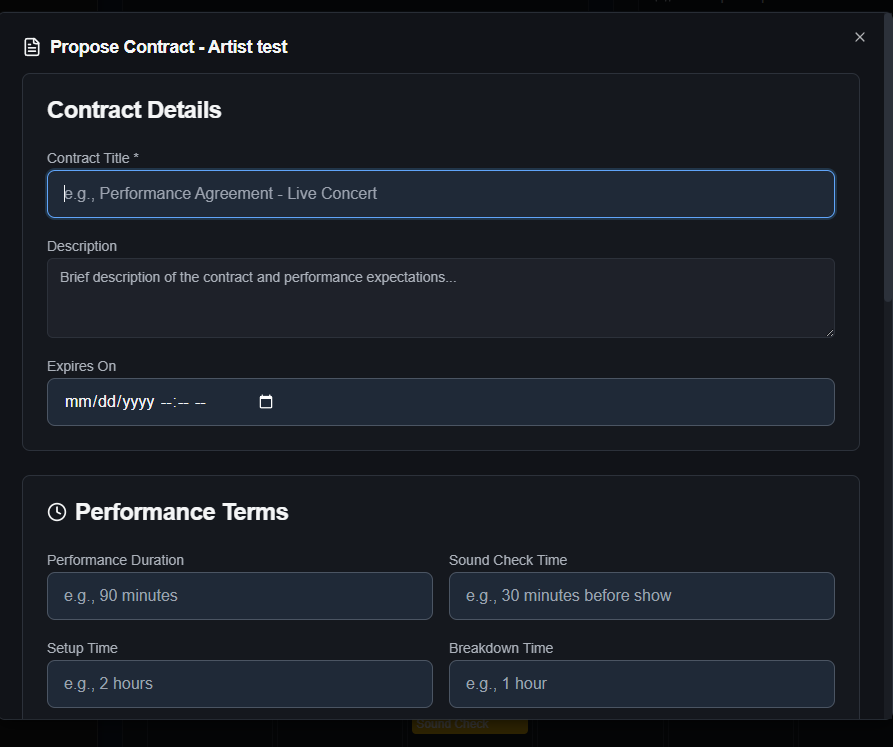 Propose Contract - Artist test
Contract Details
Contract Title *
e.g., Performance Agreement - Live Concert
Description
Brief description of the contract and performance expectations...
Expires On
mm/dd/yyyy --:-- --
Performance Terms
Performance Duration
Sound Check Time
e.g., 90 minutes
e.g., 30 minutes before show
Setup Time
Breakdown Time
e.g., 2 hours
e.g., 1 hour
Sound Check